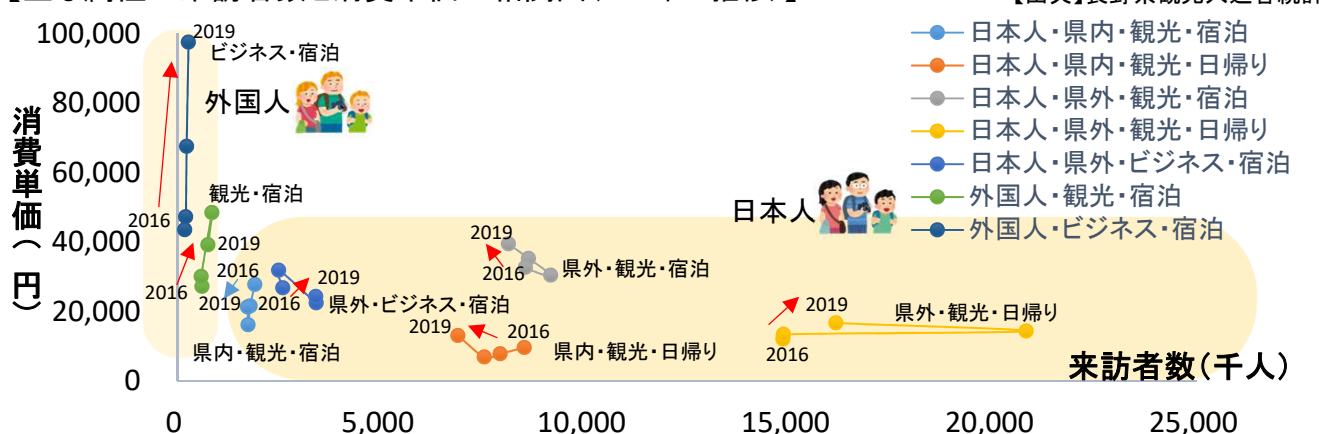 100,000
80,000
60,000
40,000
20,000
0
消費単価(円)
0
5,000
10,000
15,000
20,000
25,000
来訪者数(千人)
2019
ビジネス・宿泊
外国人
2016
観光・宿泊
2019
2016
2016
2019
県内・観光・宿泊
2016
2019
県外・ビジネス・宿泊
日本人
2019
2016
県外・観光・宿泊
2019
2016
県内・観光・日帰り
2019
2016
県外・観光・日帰り
日本人・県内・観光・宿泊
日本人・県内・観光・日帰り
日本人・県外・観光・宿泊
日本人・県外・観光・日帰り
日本人・県外・ビジネス・宿泊
外国人・観光・宿泊
外国人・ビジネス・宿泊